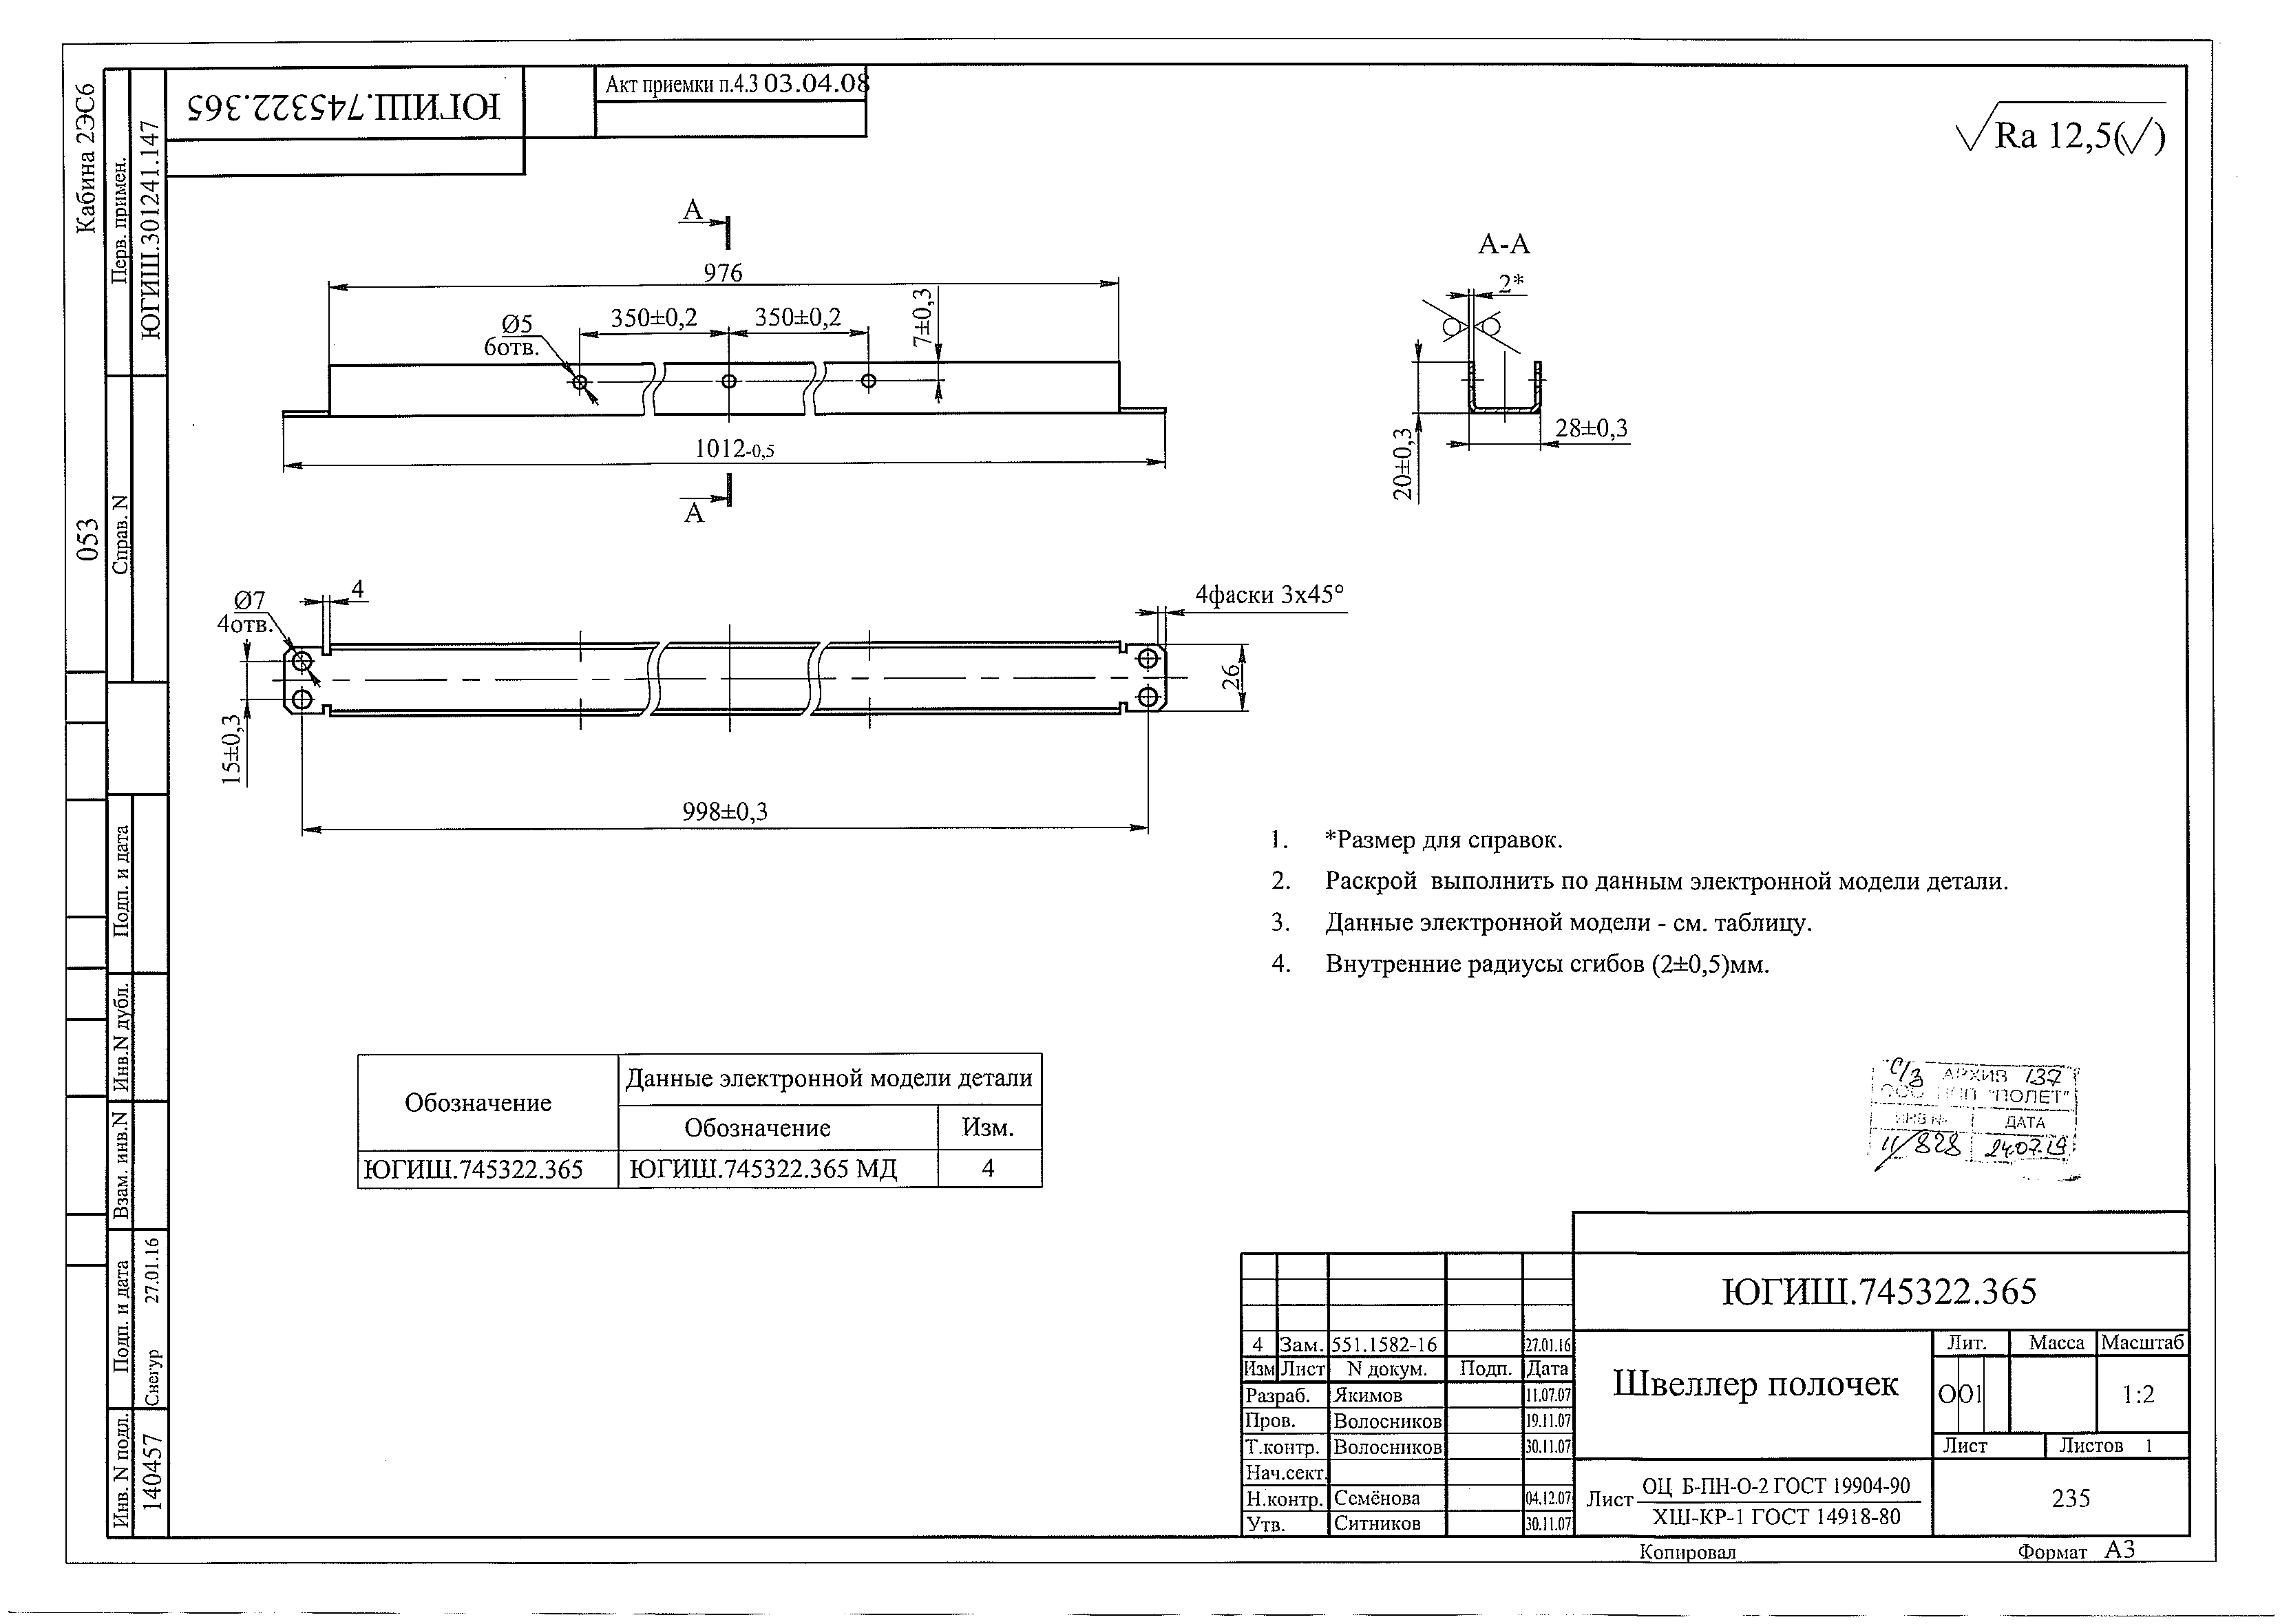 ЮГИШ.745322.365
Акт приемки п.4.3 03.04.08
Кабина 2ЭС6
Перв. примен.
ЮГИШ.301241.147
053
Справ. N
Подп. и дата
Инв.N дубл.
Взам. инв.N
Подп. и дата
Снегур 27.01.16
Инв. N подл.
140457
√Ra 12,5(√)
А
976
350±0,2
350±0,2
7±0,3
Ø5
6отв.
1012-0,5
А
А-А
2*
20±0,3
28±0,3
Ø7
4отв.
4
4фаски 3х45°
26
15±0,3
998±0,3
1. *Размер для справок.
2. Раскрой выполнить по данным электронной модели детали.
3. Данные электронной модели - см. таблицу.
4. Внутренние радиусы сгибов (2±0,5)мм.
Обозначение
Данные электронной модели детали
Обозначение Изм.
ЮГИШ.745322.365 ЮГИШ.745322.365 МД 4
АРХИВ 137
ООО "ПОЛЕТ"
ИНВ № ДАТА
11/828 24.07.19
ЮГИШ.745322.365
4 Зам. 551.1582-16 27.01.16
Изм Лист N докум. Подп. Дата
Разраб. Якимов 11.07.07
Пров. Волосников 19.11.07
Т.контр. Волосников 30.11.07
Нач.сект.
Н.контр. Семёнова 04.12.07
Утв. Ситников 30.11.07
Швеллер полочек
Лит. Масса Масштаб
О О1 1:2
Лист Листов 1
Лист ОЦ Б-ПН-О-2 ГОСТ 19904-90
ХШ-КР-1 ГОСТ 14918-80
235
Копировал Формат А3